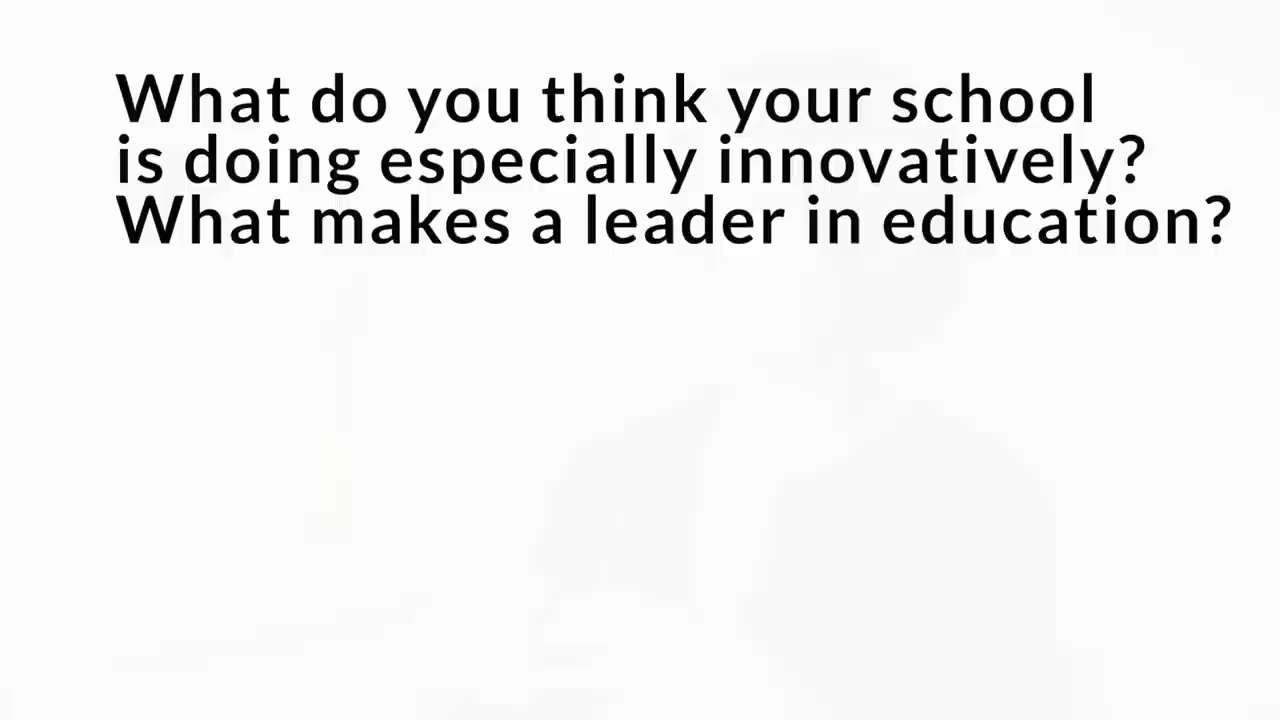 What do you think your school
is doing especially innovatively?
What makes a leader in education?